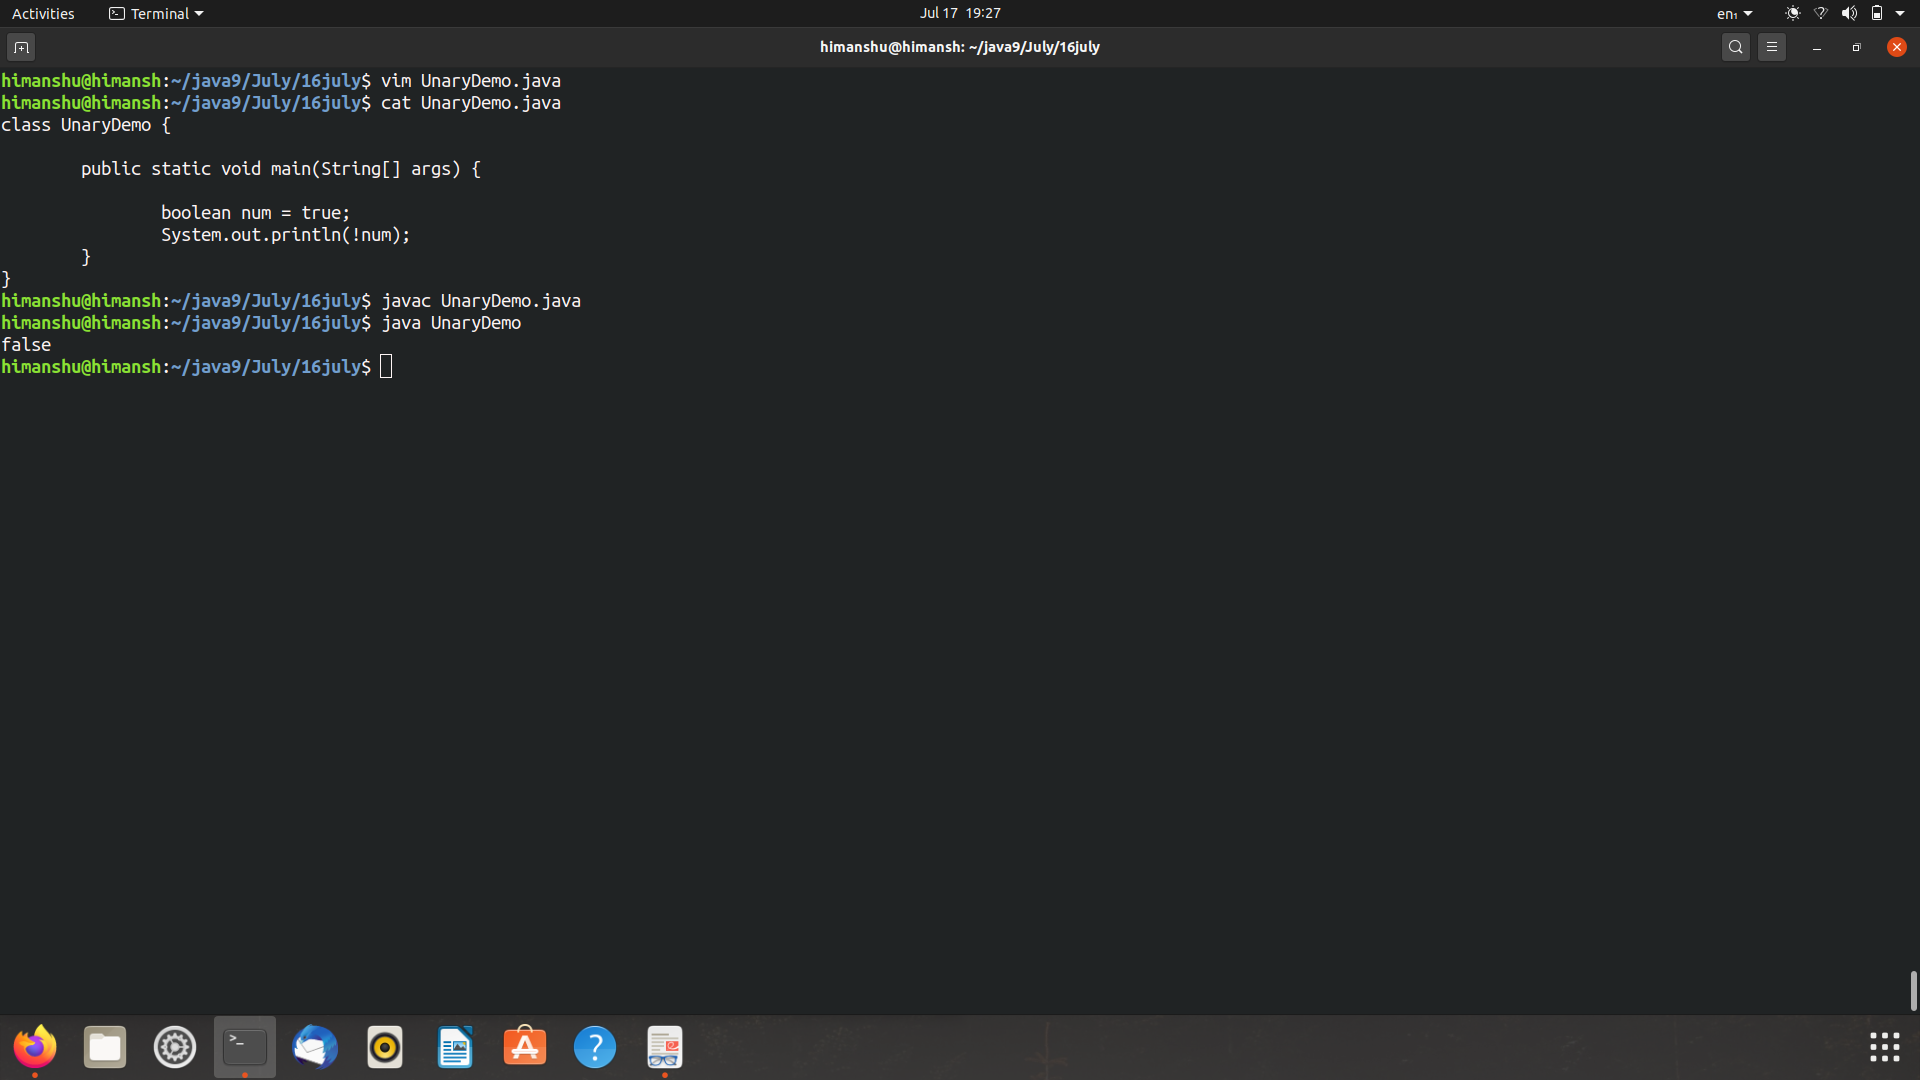 Activities Terminal Jul 17 19:27 en₁
himanshu@himansh: ~/java9/July/16july
himanshu@himansh:~/java9/July/16july$ vim UnaryDemo.java
himanshu@himansh:~/java9/July/16july$ cat UnaryDemo.java
class UnaryDemo {
        public static void main(String[] args) {
                boolean num = true;
                System.out.println(!num);
        }
}
himanshu@himansh:~/java9/July/16july$ javac UnaryDemo.java
himanshu@himansh:~/java9/July/16july$ java UnaryDemo
false
himanshu@himansh:~/java9/July/16july$